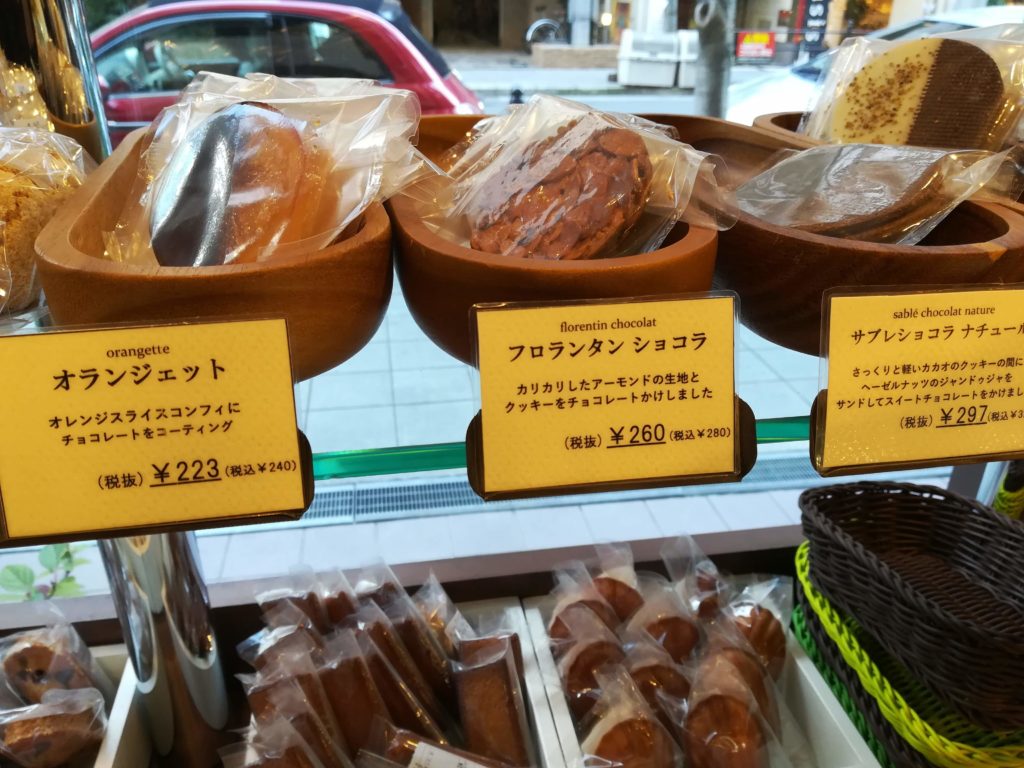 orangette
オランジェット
オレンジスライスコンフィに
チョコレートをコーティング
(税抜) ¥223 (税込¥240)
florentin chocolat
フロランタン ショコラ
カリカリしたアーモンドの生地と
クッキーをチョコレートかけしました
(税抜) ¥260 (税込¥280)
sablé chocolat nature
サブレショコラ ナチュール
さっくりと軽いカカオのクッキーの間に
ヘーゼルナッツのジャンドゥジャを
サンドしてスイートチョコレートをかけまし
(税抜) ¥297 (税込¥3